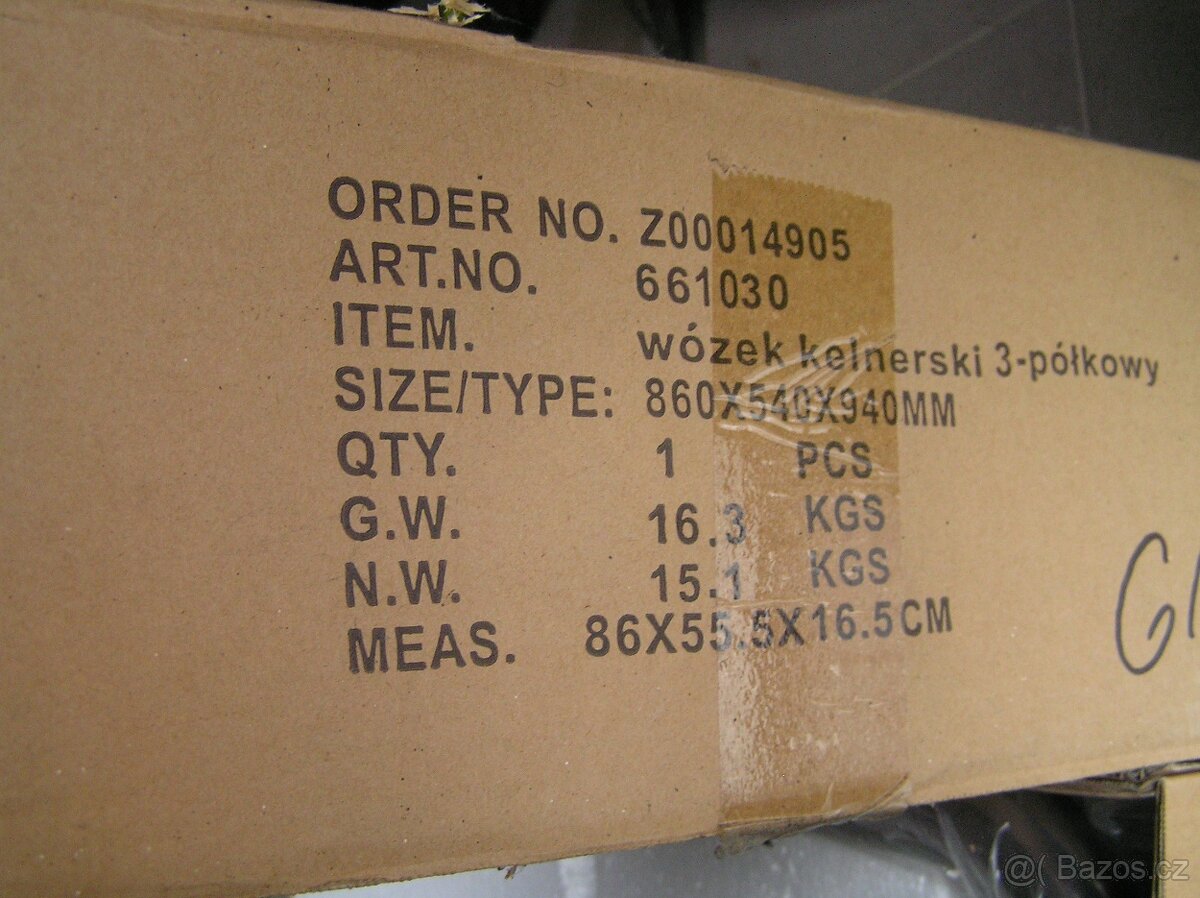 ORDER NO. Z00014905
ART.NO. 661030
ITEM. wózek kelnerski 3-półkowy
SIZE/TYPE: 860X540X940MM
QTY. 1 PCS
G.W. 16.3 KGS
N.W. 15.1 KGS
MEAS. 86X55.5X16.5CM
@( Bazos.cz